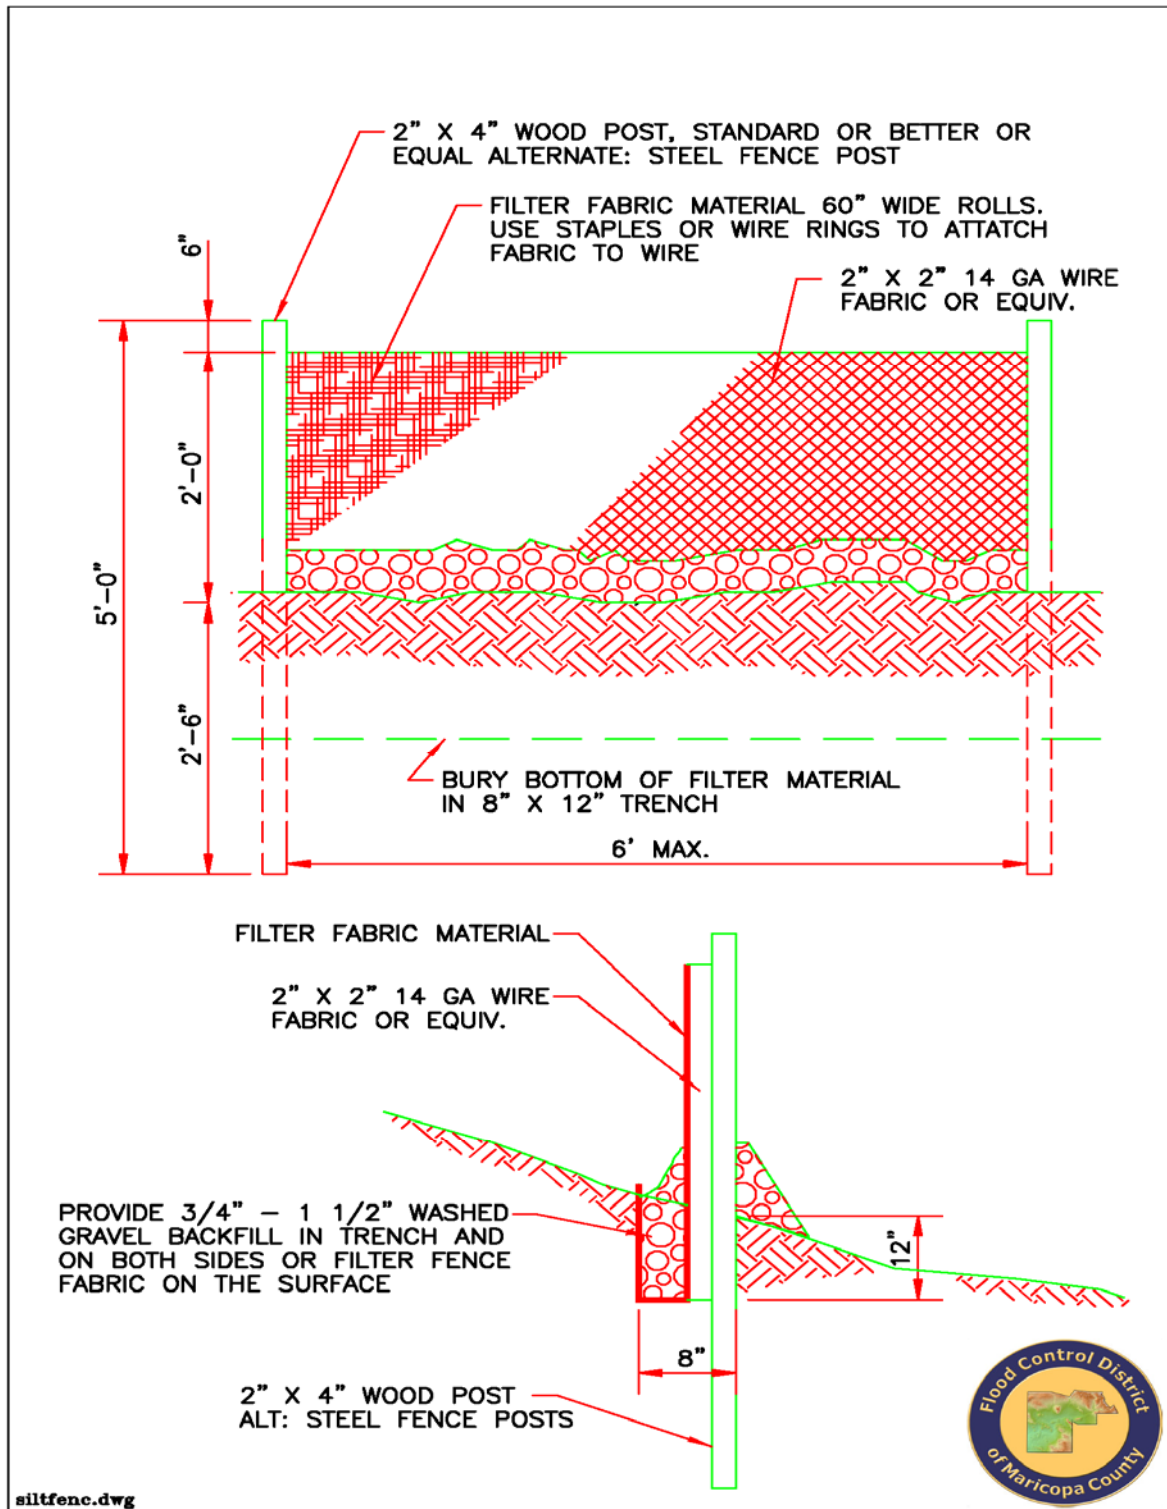 2" X 4" WOOD POST, STANDARD OR BETTER OR
EQUAL ALTERNATE: STEEL FENCE POST
FILTER FABRIC MATERIAL 60" WIDE ROLLS.
USE STAPLES OR WIRE RINGS TO ATTATCH
FABRIC TO WIRE
2" X 2" 14 GA WIRE
FABRIC OR EQUIV.
6"
2'-0"
5'-0"
2'-6"
BURY BOTTOM OF FILTER MATERIAL
IN 8" X 12" TRENCH
6' MAX.
FILTER FABRIC MATERIAL
2" X 2" 14 GA WIRE
FABRIC OR EQUIV.
PROVIDE 3/4" - 1 1/2" WASHED
GRAVEL BACKFILL IN TRENCH AND
ON BOTH SIDES OR FILTER FENCE
FABRIC ON THE SURFACE
12"
8"
2" X 4" WOOD POST
ALT: STEEL FENCE POSTS
Flood Control District
of Maricopa County
siltfenc.dwg